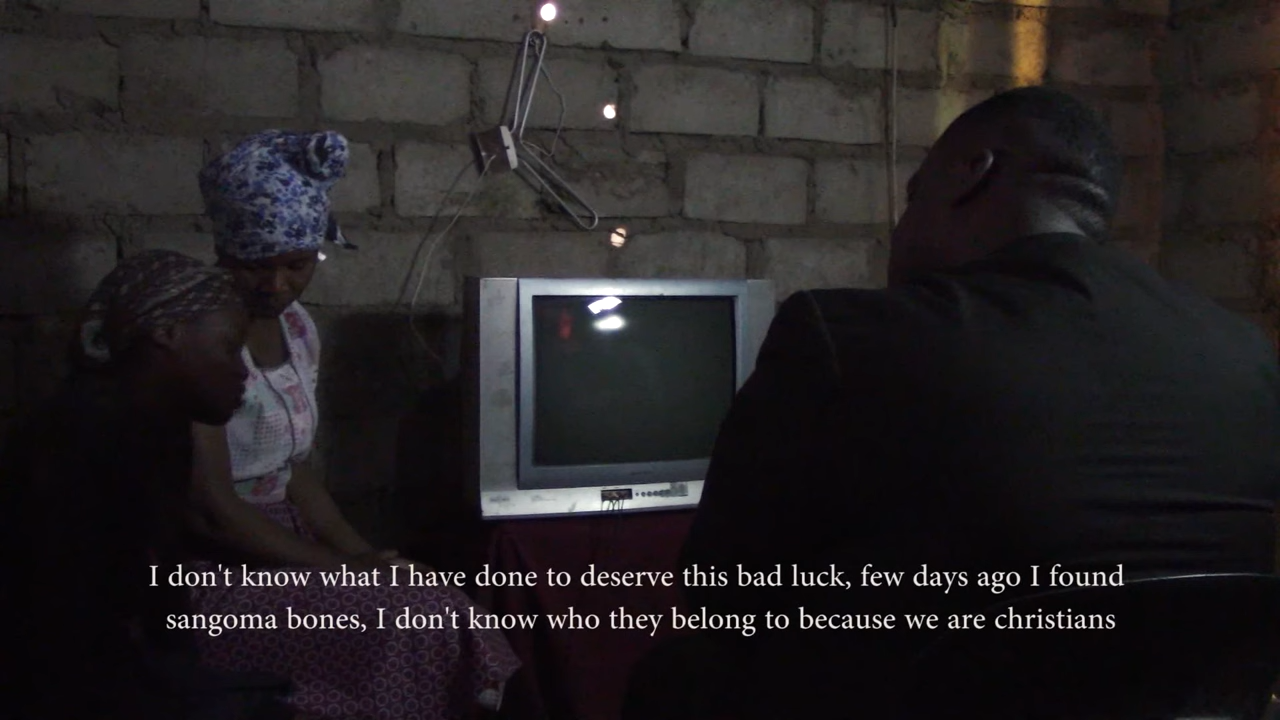 I don't know what I have done to deserve this bad luck, few days ago I found
sangoma bones, I don't know who they belong to because we are christians